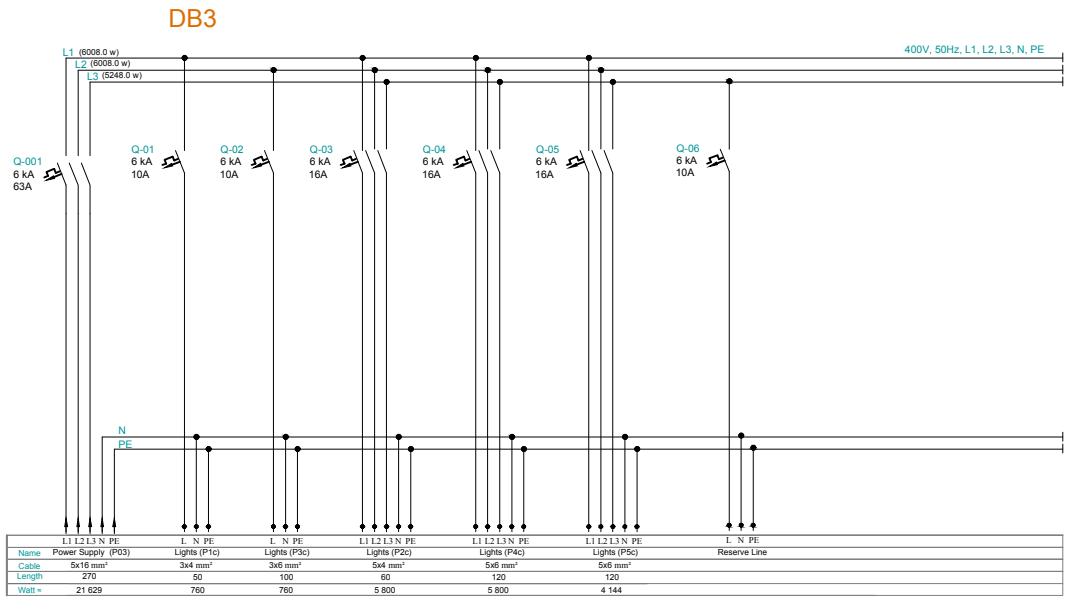 DB3
L1 (6008.0 w)
400V, 50Hz, L1, L2, L3, N, PE
L2 (6008.0 w)
L3 (5248.0 w)
Q-001
6 kA
63A
Q-01
6 kA
10A
Q-02
6 kA
10A
Q-03
6 kA
16A
Q-04
6 kA
16A
Q-05
6 kA
16A
Q-06
6 kA
10A
N
PE
L1 L2 L3 N PE L N PE L N PE L1 L2 L3 N PE L1 L2 L3 N PE L1 L2 L3 N PE L N PE
Name Power Supply (P03) Lights (P1c) Lights (P3c) Lights (P2c) Lights (P4c) Lights (P5c) Reserve Line
Cable 5x16 mm² 3x4 mm² 3x6 mm² 5x4 mm² 5x6 mm² 5x6 mm²
Length 270 50 100 60 120 120
Watt ≈ 21 629 760 760 5 800 5 800 4 144